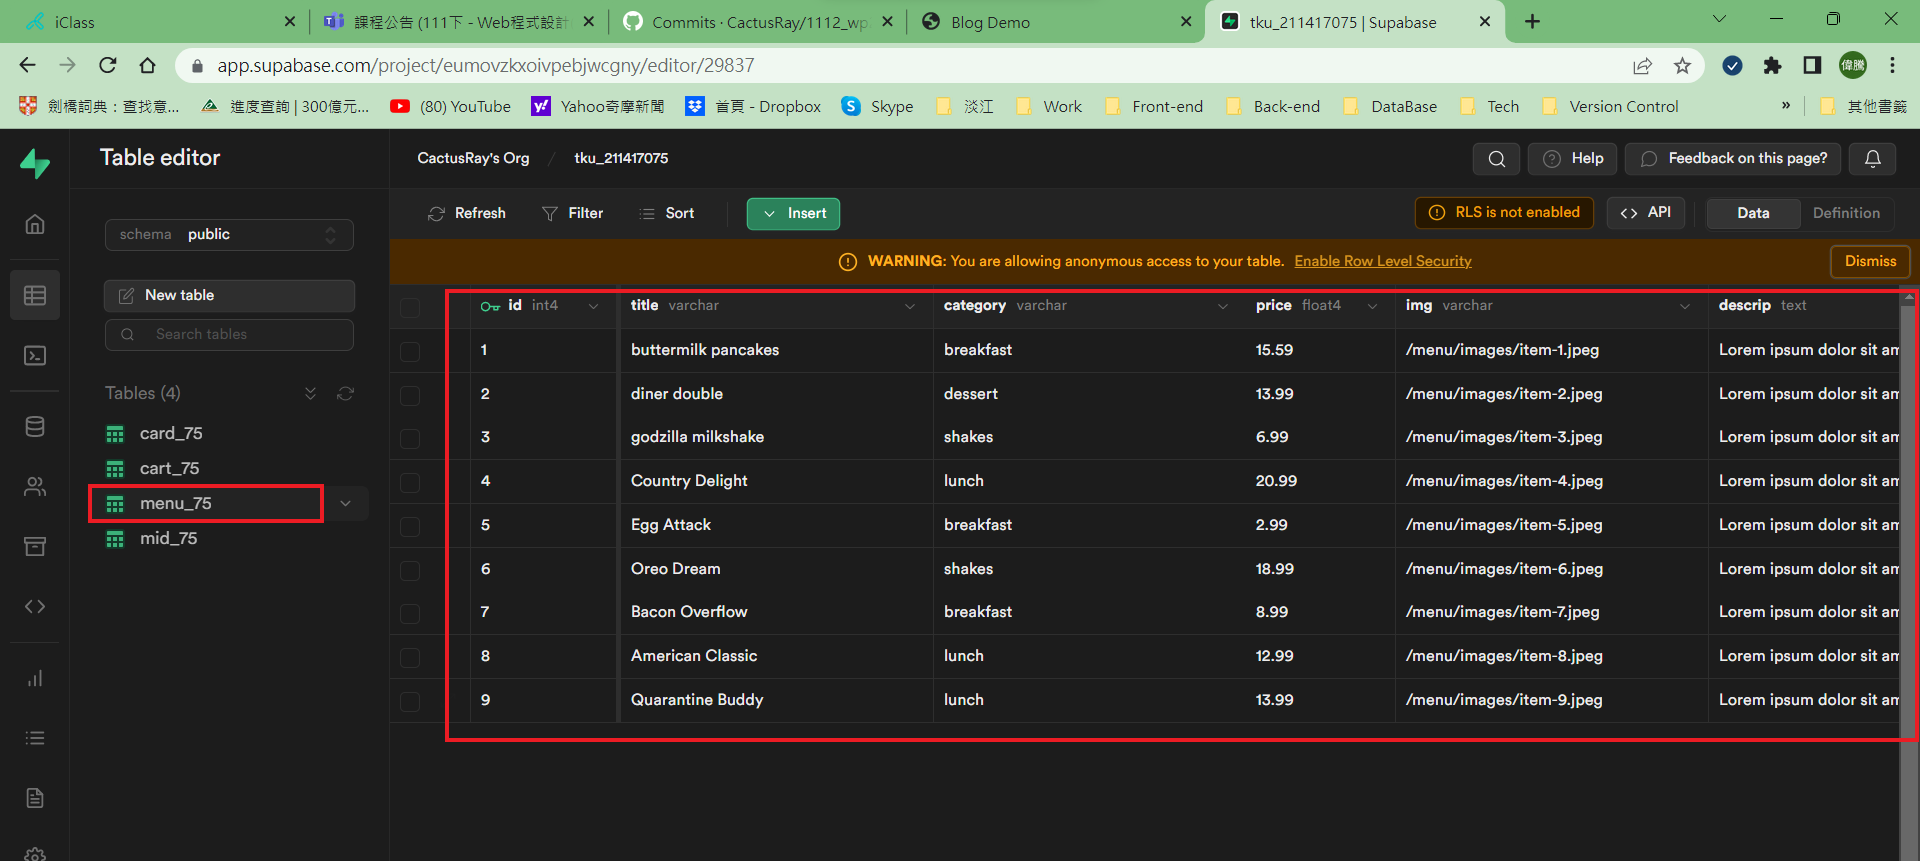 iClass
課程公告 (111下 - Web程式設計
Commits · CactusRay/1112_wp
Blog Demo
tku_211417075 | Supabase
app.supabase.com/project/eumovzkxoivpebjwcgny/editor/29837
偉騰
劍橋詞典：查找意...
進度查詢 | 300億元...
(80) YouTube
Yahoo奇摩新聞
首頁 - Dropbox
Skype
淡江
Work
Front-end
Back-end
DataBase
Tech
Version Control
»
其他書籤
Table editor
CactusRay's Org / tku_211417075
Help
Feedback on this page?
schema public
Refresh
Filter
Sort
Insert
RLS is not enabled
<> API
Data
Definition
WARNING: You are allowing anonymous access to your table. Enable Row Level Security
Dismiss
New table
Search tables
Tables (4)
card_75
cart_75
menu_75
mid_75
id int4 title varchar category varchar price float4 img varchar descrip text
1 buttermilk pancakes breakfast 15.59 /menu/images/item-1.jpeg Lorem ipsum dolor sit am
2 diner double dessert 13.99 /menu/images/item-2.jpeg Lorem ipsum dolor sit am
3 godzilla milkshake shakes 6.99 /menu/images/item-3.jpeg Lorem ipsum dolor sit am
4 Country Delight lunch 20.99 /menu/images/item-4.jpeg Lorem ipsum dolor sit am
5 Egg Attack breakfast 2.99 /menu/images/item-5.jpeg Lorem ipsum dolor sit am
6 Oreo Dream shakes 18.99 /menu/images/item-6.jpeg Lorem ipsum dolor sit am
7 Bacon Overflow breakfast 8.99 /menu/images/item-7.jpeg Lorem ipsum dolor sit am
8 American Classic lunch 12.99 /menu/images/item-8.jpeg Lorem ipsum dolor sit am
9 Quarantine Buddy lunch 13.99 /menu/images/item-9.jpeg Lorem ipsum dolor sit am